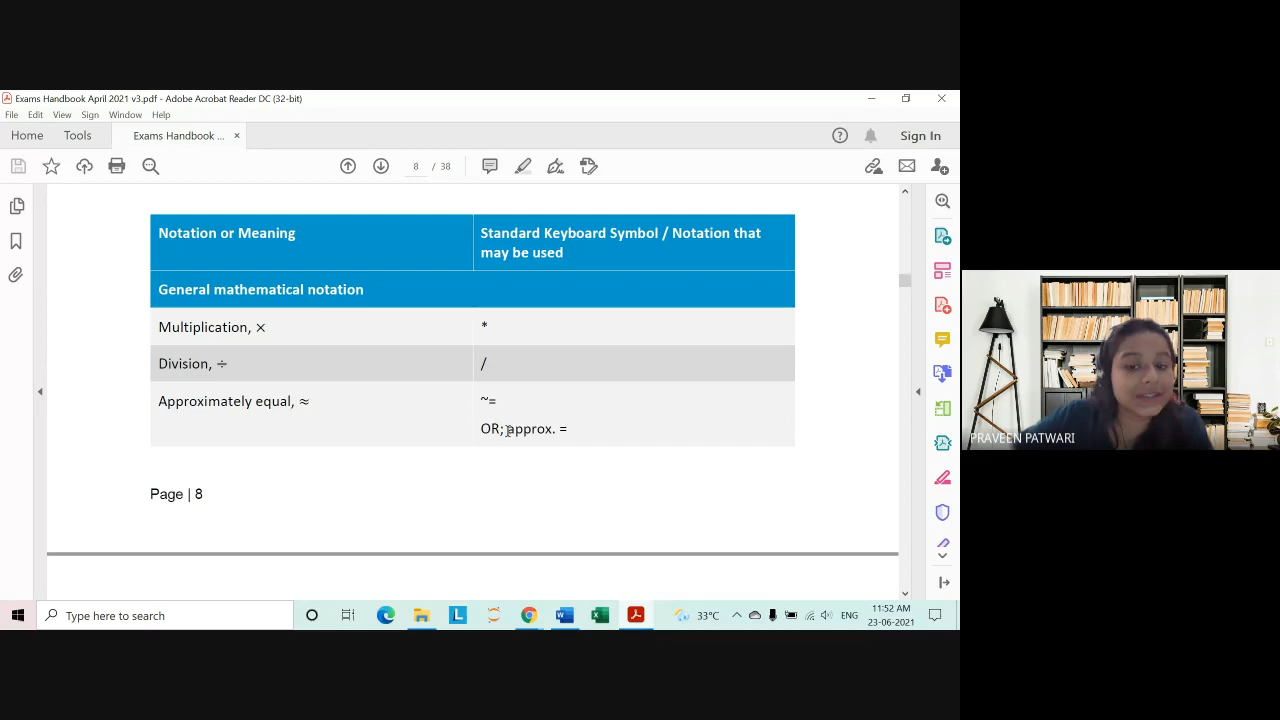 Exams Handbook April 2021 v3.pdf - Adobe Acrobat Reader DC (32-bit)
File Edit View Sign Window Help
Home Tools Exams Handbook ... × Sign In
8 / 38
Notation or Meaning
Standard Keyboard Symbol / Notation that
may be used
General mathematical notation
Multiplication, ×
*
Division, ÷
/
Approximately equal, ≈
~=
OR; approx. =
Page | 8
PRAVEEN PATWARI
Type here to search
33°C ENG
11:52 AM
23-06-2021